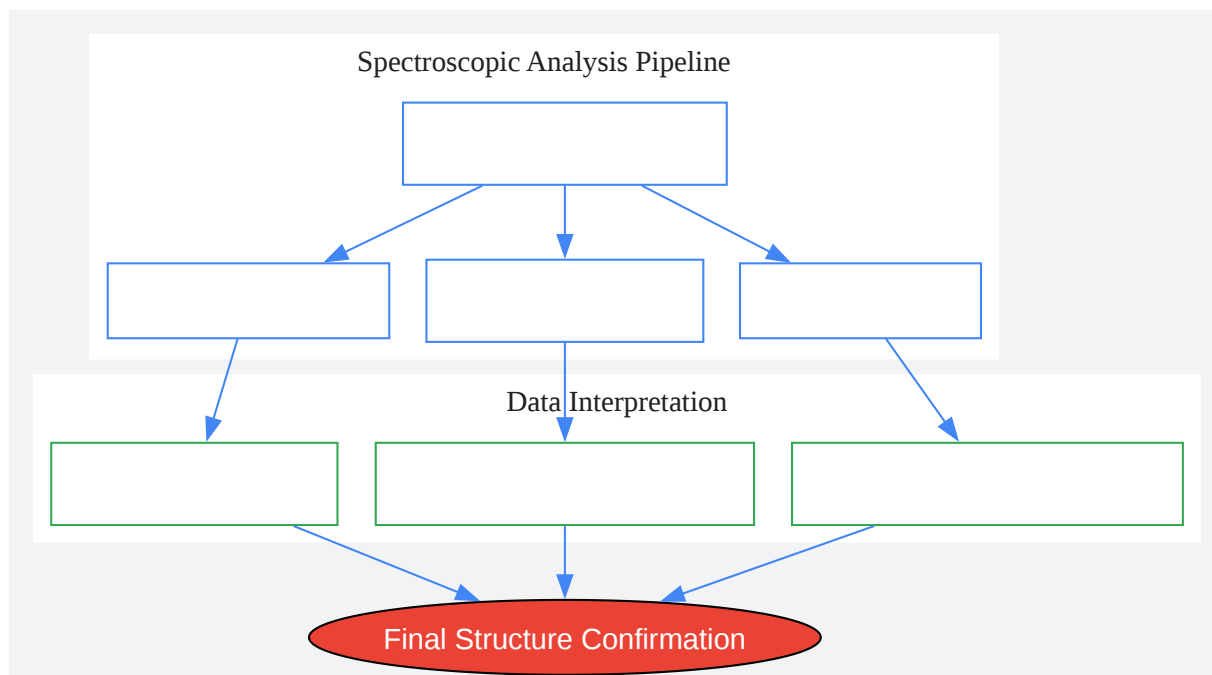 Spectroscopic Analysis Pipeline
Data Interpretation
Final Structure Confirmation